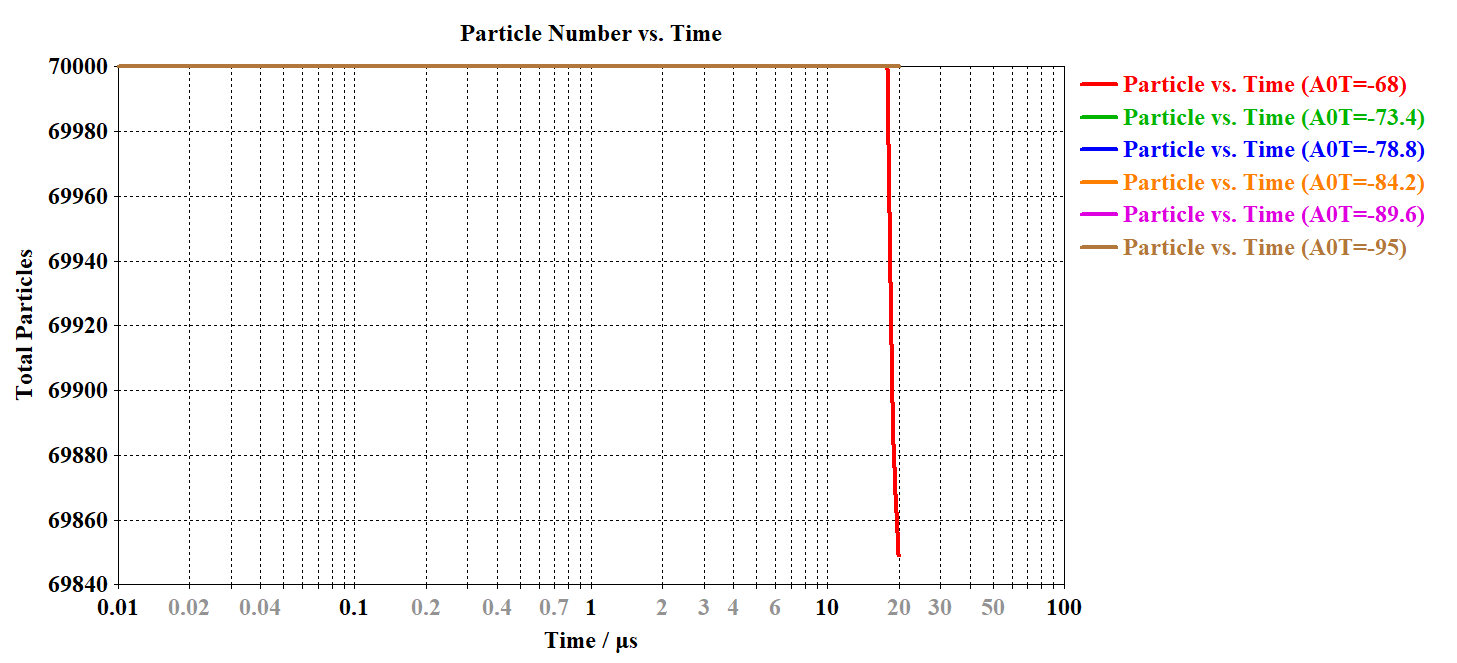 Particle Number vs. Time
70000
69980
69960
69940
69920
69900
69880
69860
69840
Total Particles
0.01 0.02 0.04 0.1 0.2 0.4 0.7 1 2 3 4 6 10 20 30 50 100
Time / µs
Particle vs. Time (A0T=-68)
Particle vs. Time (A0T=-73.4)
Particle vs. Time (A0T=-78.8)
Particle vs. Time (A0T=-84.2)
Particle vs. Time (A0T=-89.6)
Particle vs. Time (A0T=-95)